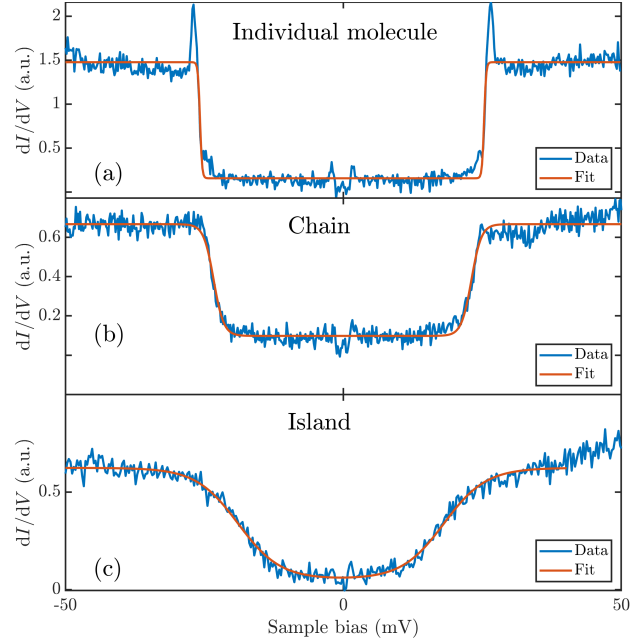 2
1.5
1
0.5
0
dI/dV (a.u.)
Individual molecule
(a)
Data
Fit
0.6
0.4
0.2
dI/dV (a.u.)
Chain
(b)
Data
Fit
0.5
0
dI/dV (a.u.)
Island
(c)
Data
Fit
-50
0
50
Sample bias (mV)